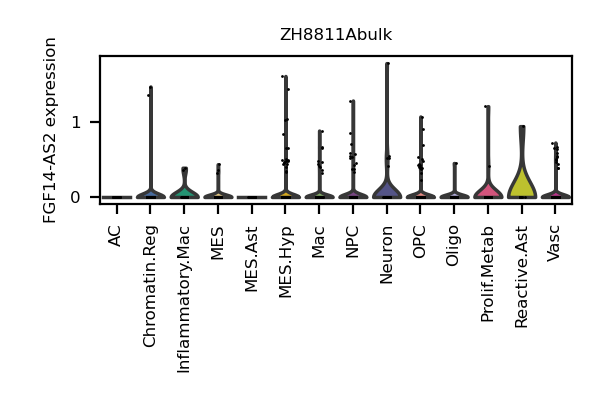 ZH8811Abulk
FGF14-AS2 expression
1
0
AC
Chromatin.Reg
Inflammatory.Mac
MES
MES.Ast
MES.Hyp
Mac
NPC
Neuron
OPC
Oligo
Prolif.Metab
Reactive.Ast
Vasc